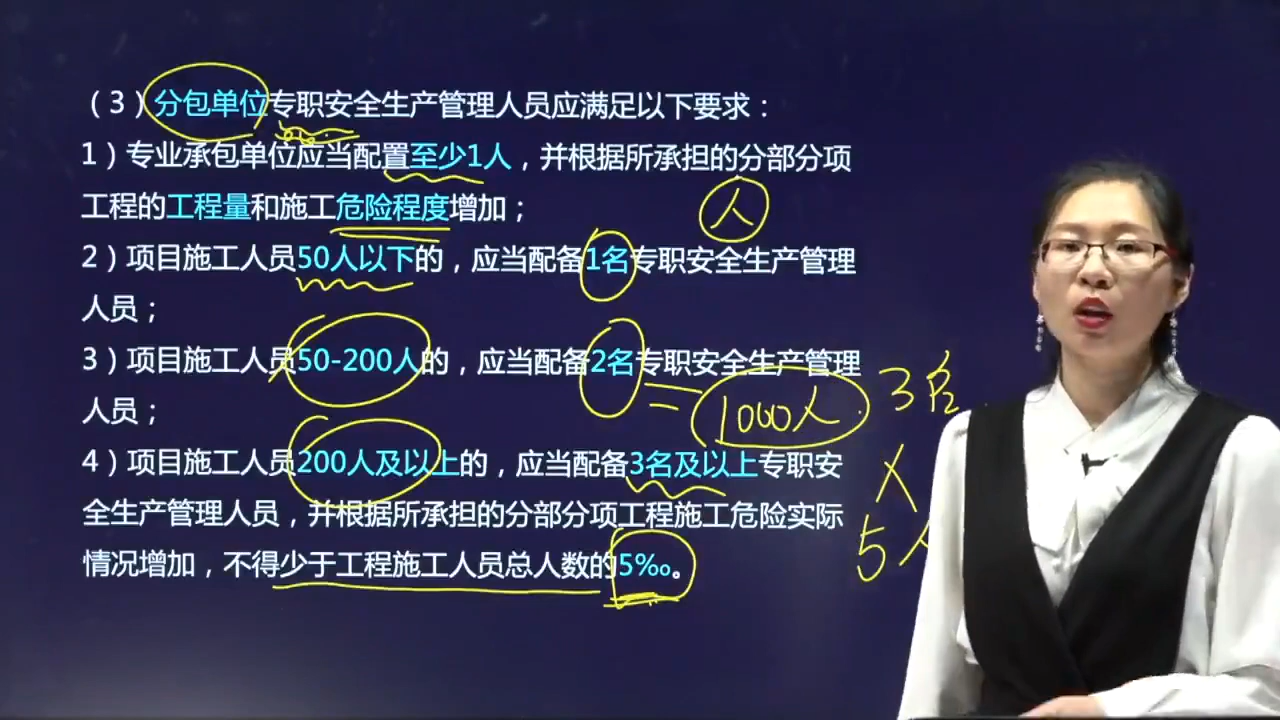 （3）分包单位专职安全生产管理人员应满足以下要求：
1）专业承包单位应当配置至少1人，并根据所承担的分部分项
工程的工程量和施工危险程度增加；
人
2）项目施工人员50人以下的，应当配备1名专职安全生产管理
人员；
3）项目施工人员50-200人的，应当配备2名专职安全生产管理
人员；
1000人
3名
4）项目施工人员200人及以上的，应当配备3名及以上专职安
全生产管理人员，并根据所承担的分部分项工程施工危险实际
情况增加，不得少于工程施工人员总人数的5‰。
X
5人